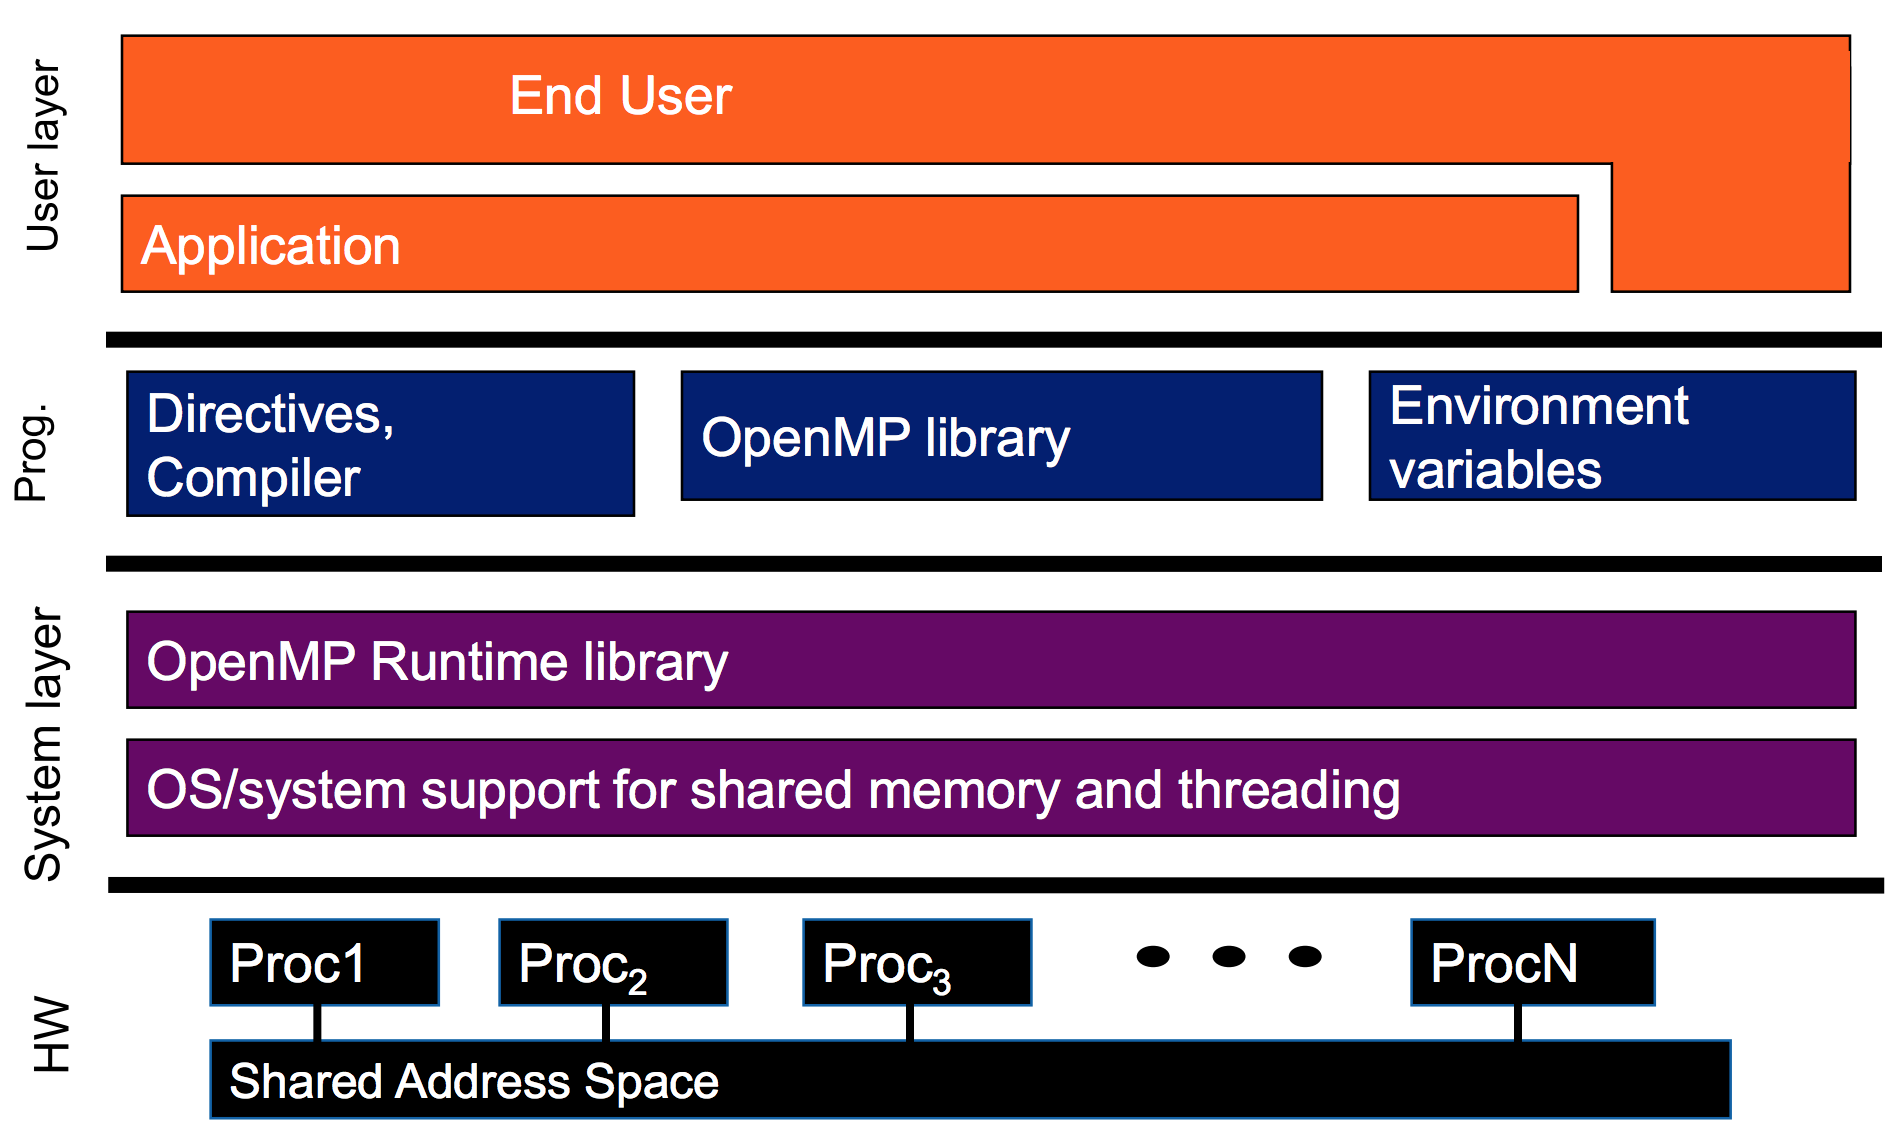 User layer
End User
Application
Prog.
Directives,
Compiler
OpenMP library
Environment
variables
System layer
OpenMP Runtime library
OS/system support for shared memory and threading
HW
Proc1
Proc2
Proc3
• • •
ProcN
Shared Address Space